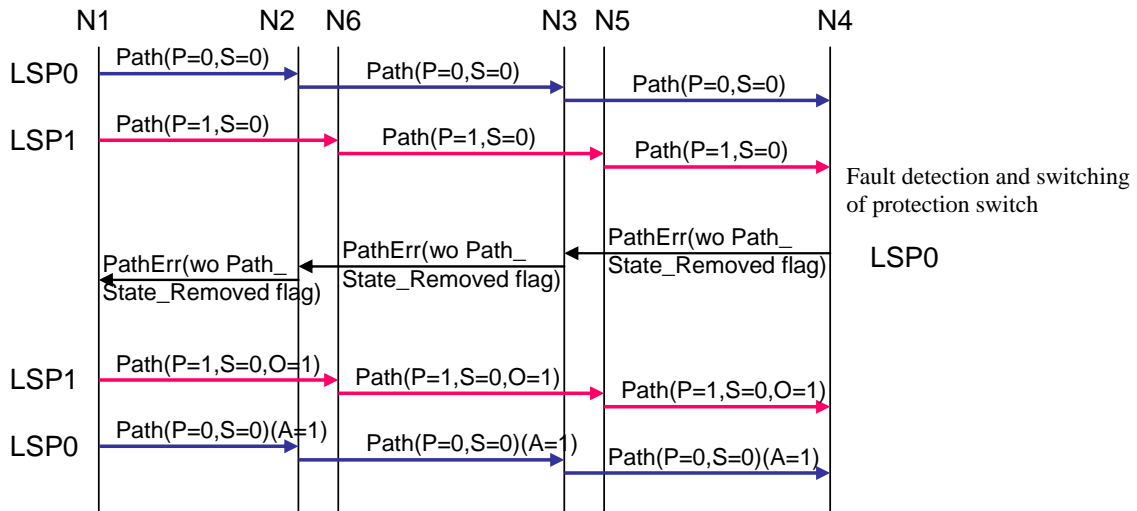 N1 N2 N6 N3 N5 N4
LSP0
Path(P=0,S=0)
Path(P=0,S=0)
Path(P=0,S=0)
LSP1
Path(P=1,S=0)
Path(P=1,S=0)
Path(P=1,S=0)
Fault detection and switching
of protection switch
PathErr(wo Path_
State_Removed flag)
PathErr(wo Path_
State_Removed flag)
PathErr(wo Path_
State_Removed flag)
LSP0
LSP1
Path(P=1,S=0,O=1)
Path(P=1,S=0,O=1)
Path(P=1,S=0,O=1)
LSP0
Path(P=0,S=0)(A=1)
Path(P=0,S=0)(A=1)
Path(P=0,S=0)(A=1)